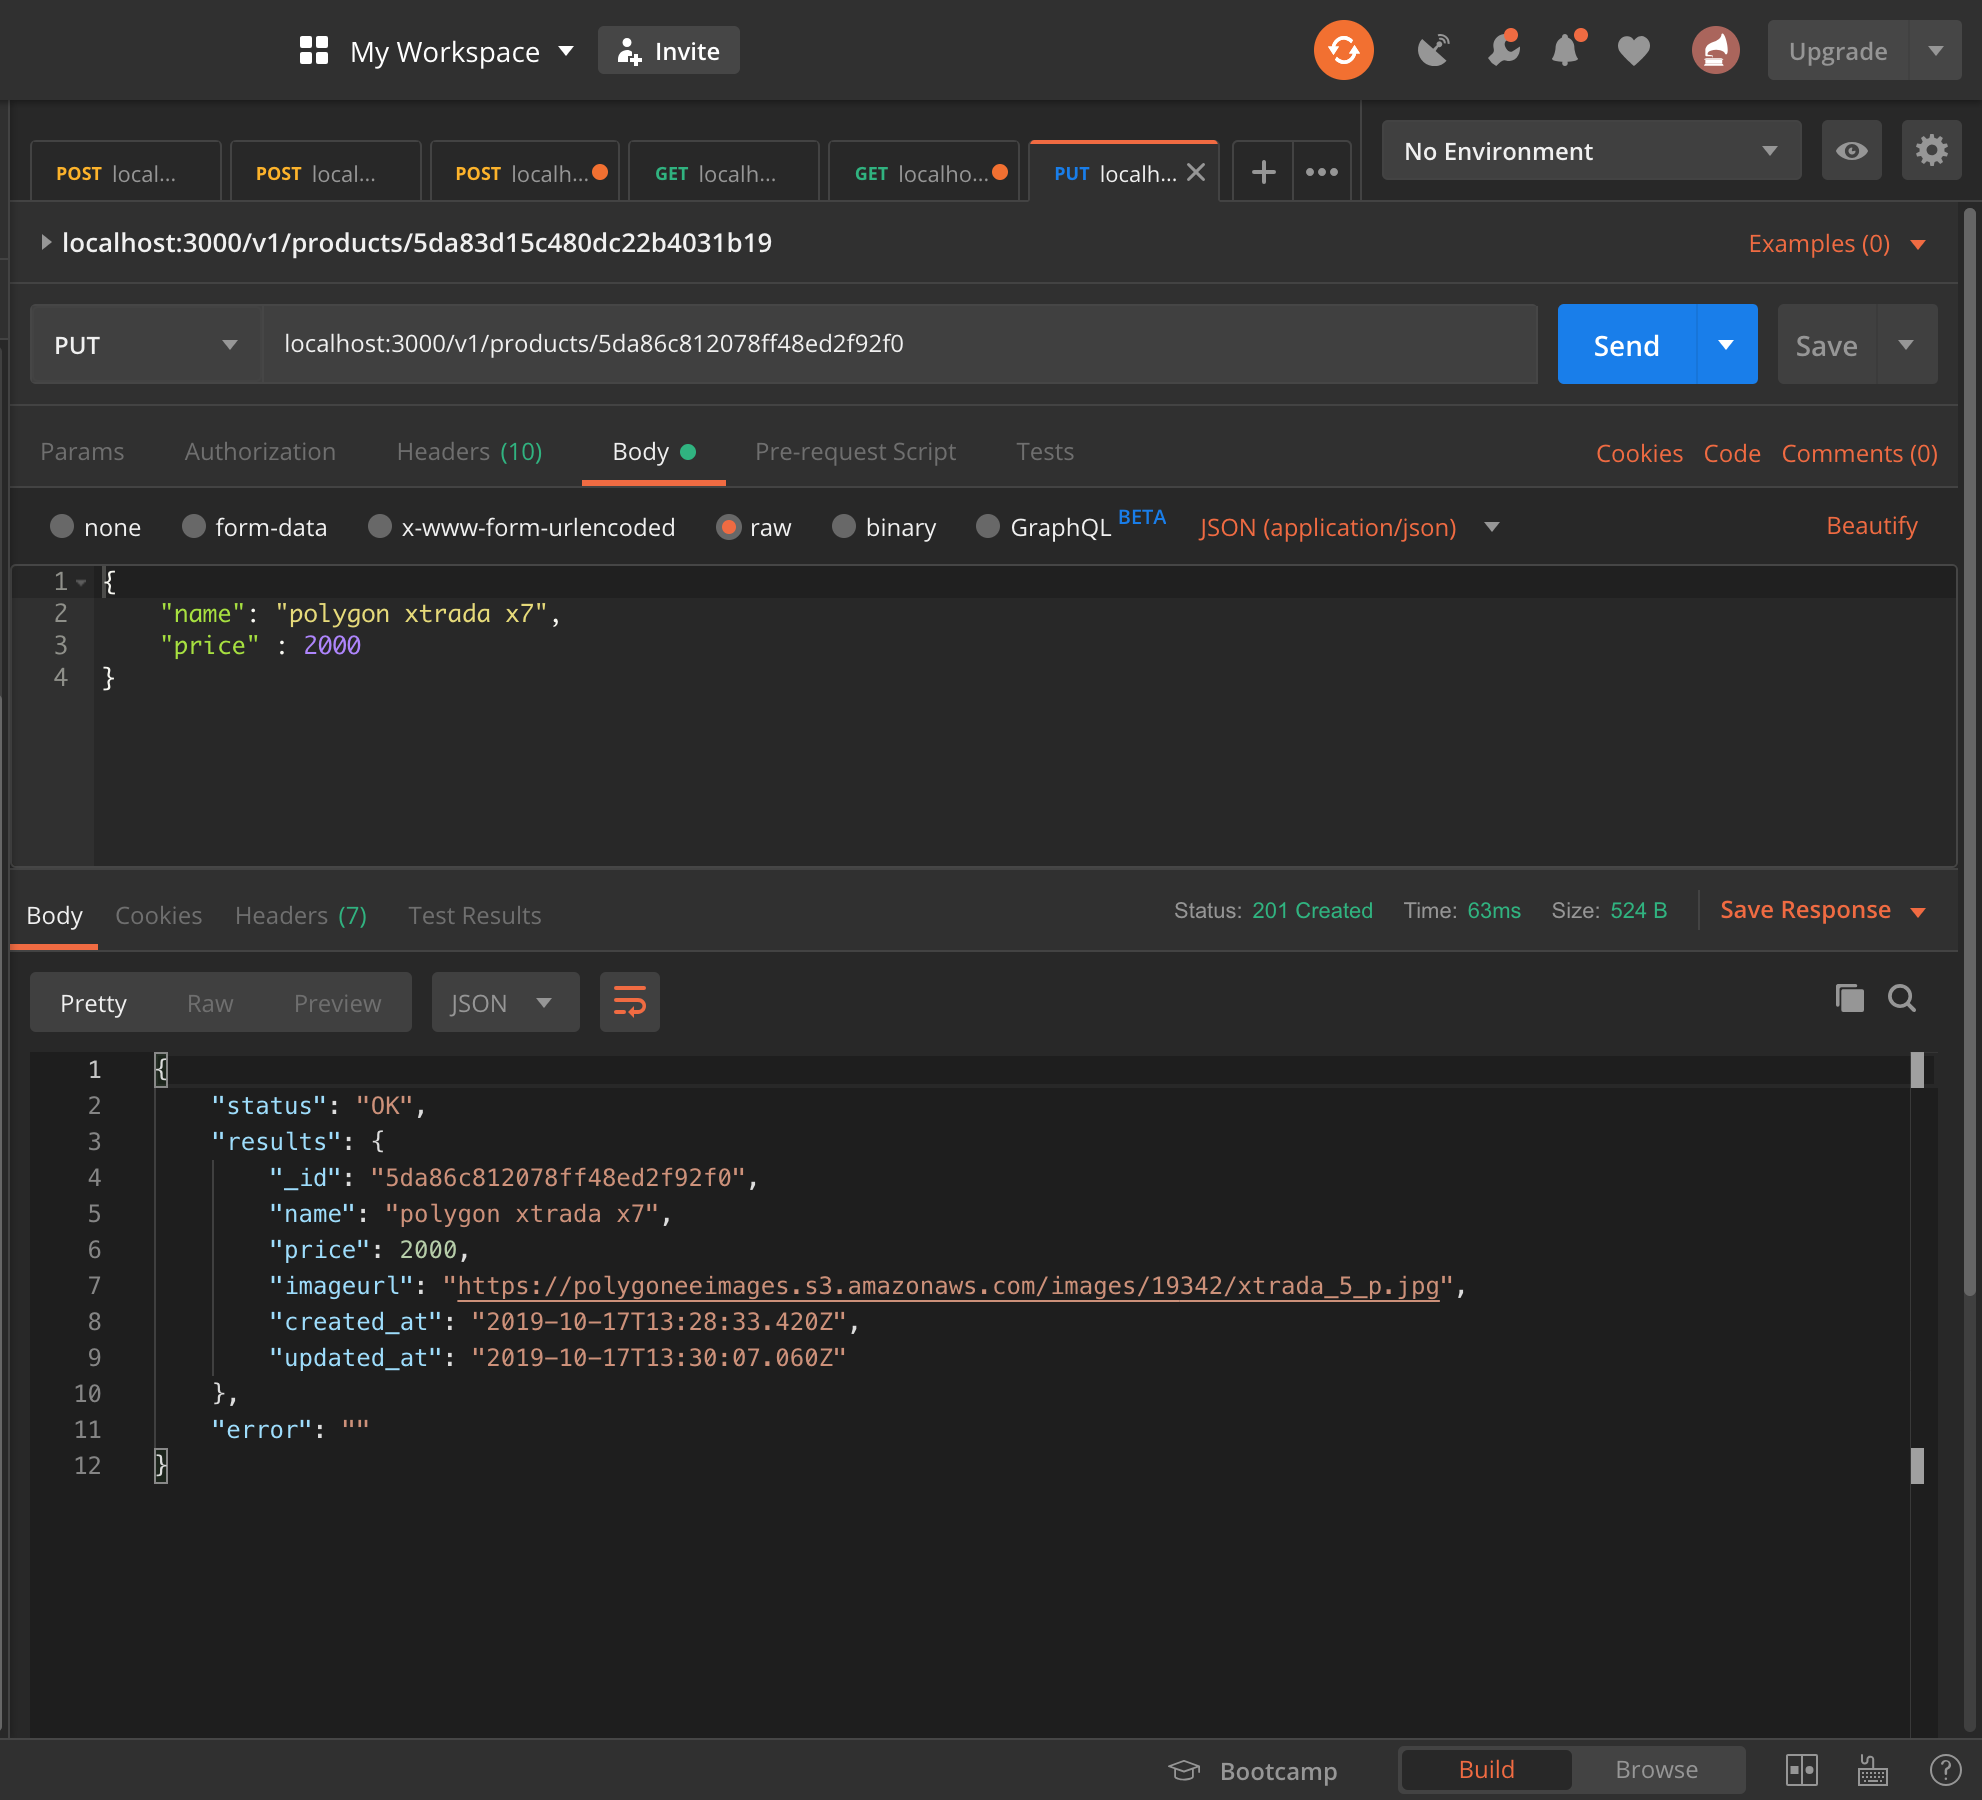 My Workspace Invite Upgrade
POST local... POST local... POST localh... GET localh... GET localho... PUT localh... No Environment
localhost:3000/v1/products/5da83d15c480dc22b4031b19 Examples (0)
PUT localhost:3000/v1/products/5da86c812078ff48ed2f92f0 Send Save
Params Authorization Headers (10) Body Pre-request Script Tests Cookies Code Comments (0)
none form-data x-www-form-urlencoded raw binary GraphQL BETA JSON (application/json) Beautify
1 {
2 "name": "polygon xtrada x7",
3 "price" : 2000
4 }
Body Cookies Headers (7) Test Results Status: 201 Created Time: 63ms Size: 524 B Save Response
Pretty Raw Preview JSON
1 {
2 "status": "OK",
3 "results": {
4 "_id": "5da86c812078ff48ed2f92f0",
5 "name": "polygon xtrada x7",
6 "price": 2000,
7 "imageurl": "https://polygoneeimages.s3.amazonaws.com/images/19342/xtrada_5_p.jpg",
8 "created_at": "2019-10-17T13:28:33.420Z",
9 "updated_at": "2019-10-17T13:30:07.060Z"
10 },
11 "error": ""
12 }
Bootcamp Build Browse